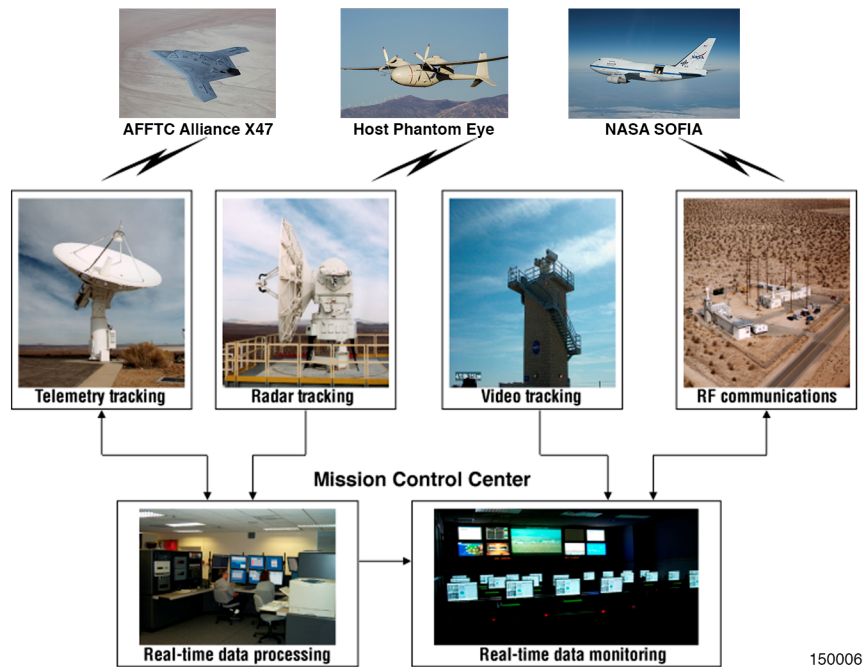 AFFTC Alliance X47
Host Phantom Eye
NASA SOFIA
NASA
Telemetry tracking
Radar tracking
Video tracking
RF communications
Mission Control Center
Real-time data processing
Real-time data monitoring
150006